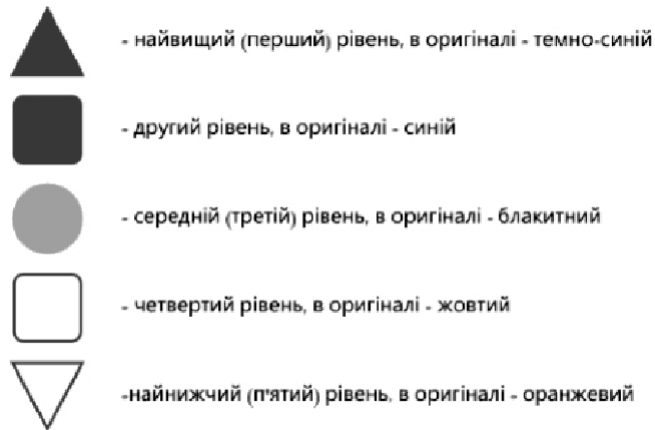 - найвищий (перший) рівень, в оригіналі - темно-синій
- другий рівень, в оригіналі - синій
- середній (третій) рівень, в оригіналі - блакитний
- четвертий рівень, в оригіналі - жовтий
-найнижчий (п'ятий) рівень, в оригіналі - оранжевий